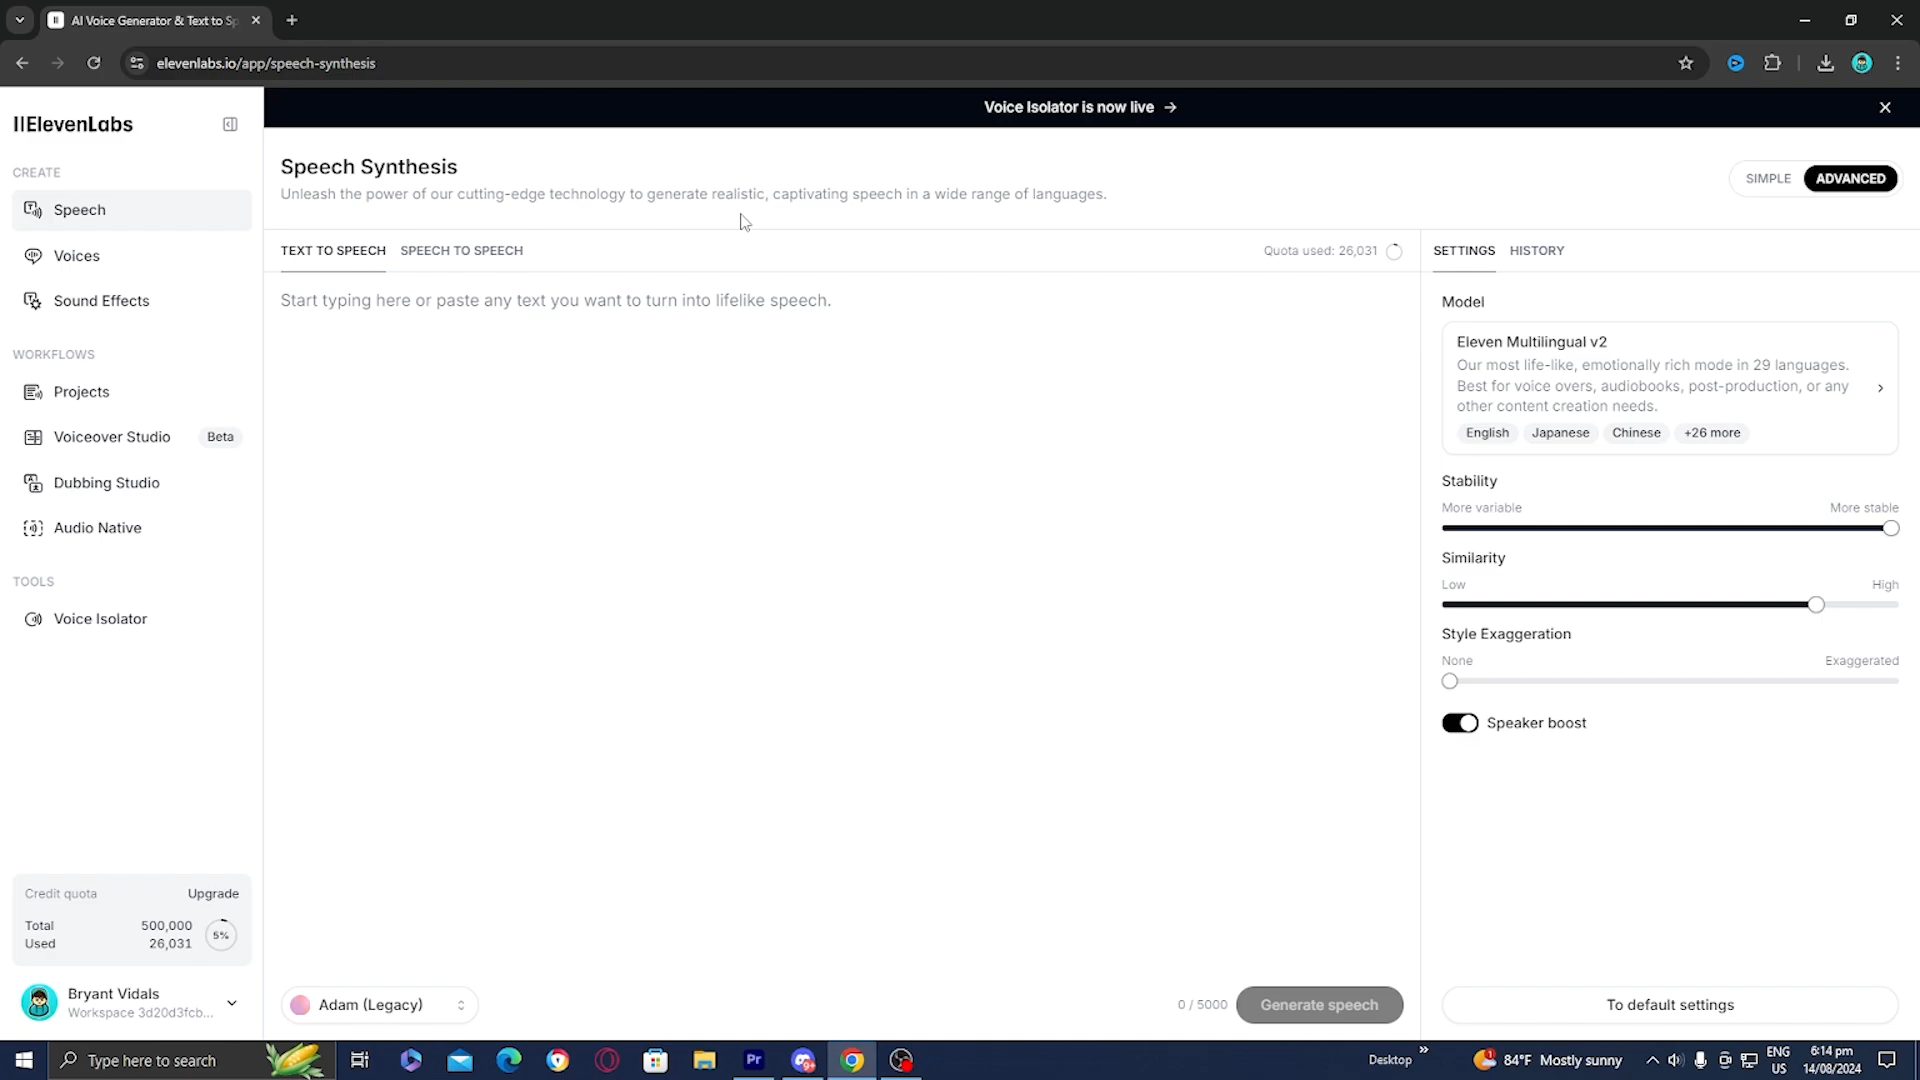 AI Voice Generator & Text to Sp
elevenlabs.io/app/speech-synthesis
IIElevenLabs
Voice Isolator is now live →
CREATE
Speech
Voices
Sound Effects
WORKFLOWS
Projects
Voiceover Studio Beta
Dubbing Studio
Audio Native
TOOLS
Voice Isolator
Credit quota Upgrade
Total 500,000
Used 26,031
5%
Bryant Vidals
Workspace 3d20d3fcb...
Speech Synthesis
Unleash the power of our cutting-edge technology to generate realistic, captivating speech in a wide range of languages.
SIMPLE ADVANCED
TEXT TO SPEECH SPEECH TO SPEECH Quota used: 26,031
Start typing here or paste any text you want to turn into lifelike speech.
Adam (Legacy) 0 / 5000 Generate speech
SETTINGS HISTORY
Model
Eleven Multilingual v2
Our most life-like, emotionally rich mode in 29 languages.
Best for voice overs, audiobooks, post-production, or any
other content creation needs.
English Japanese Chinese +26 more
Stability
More variable More stable
Similarity
Low High
Style Exaggeration
None Exaggerated
Speaker boost
To default settings
Type here to search
Pr
9+
Desktop
1
84°F Mostly sunny
ENG
US
6:14 pm
14/08/2024